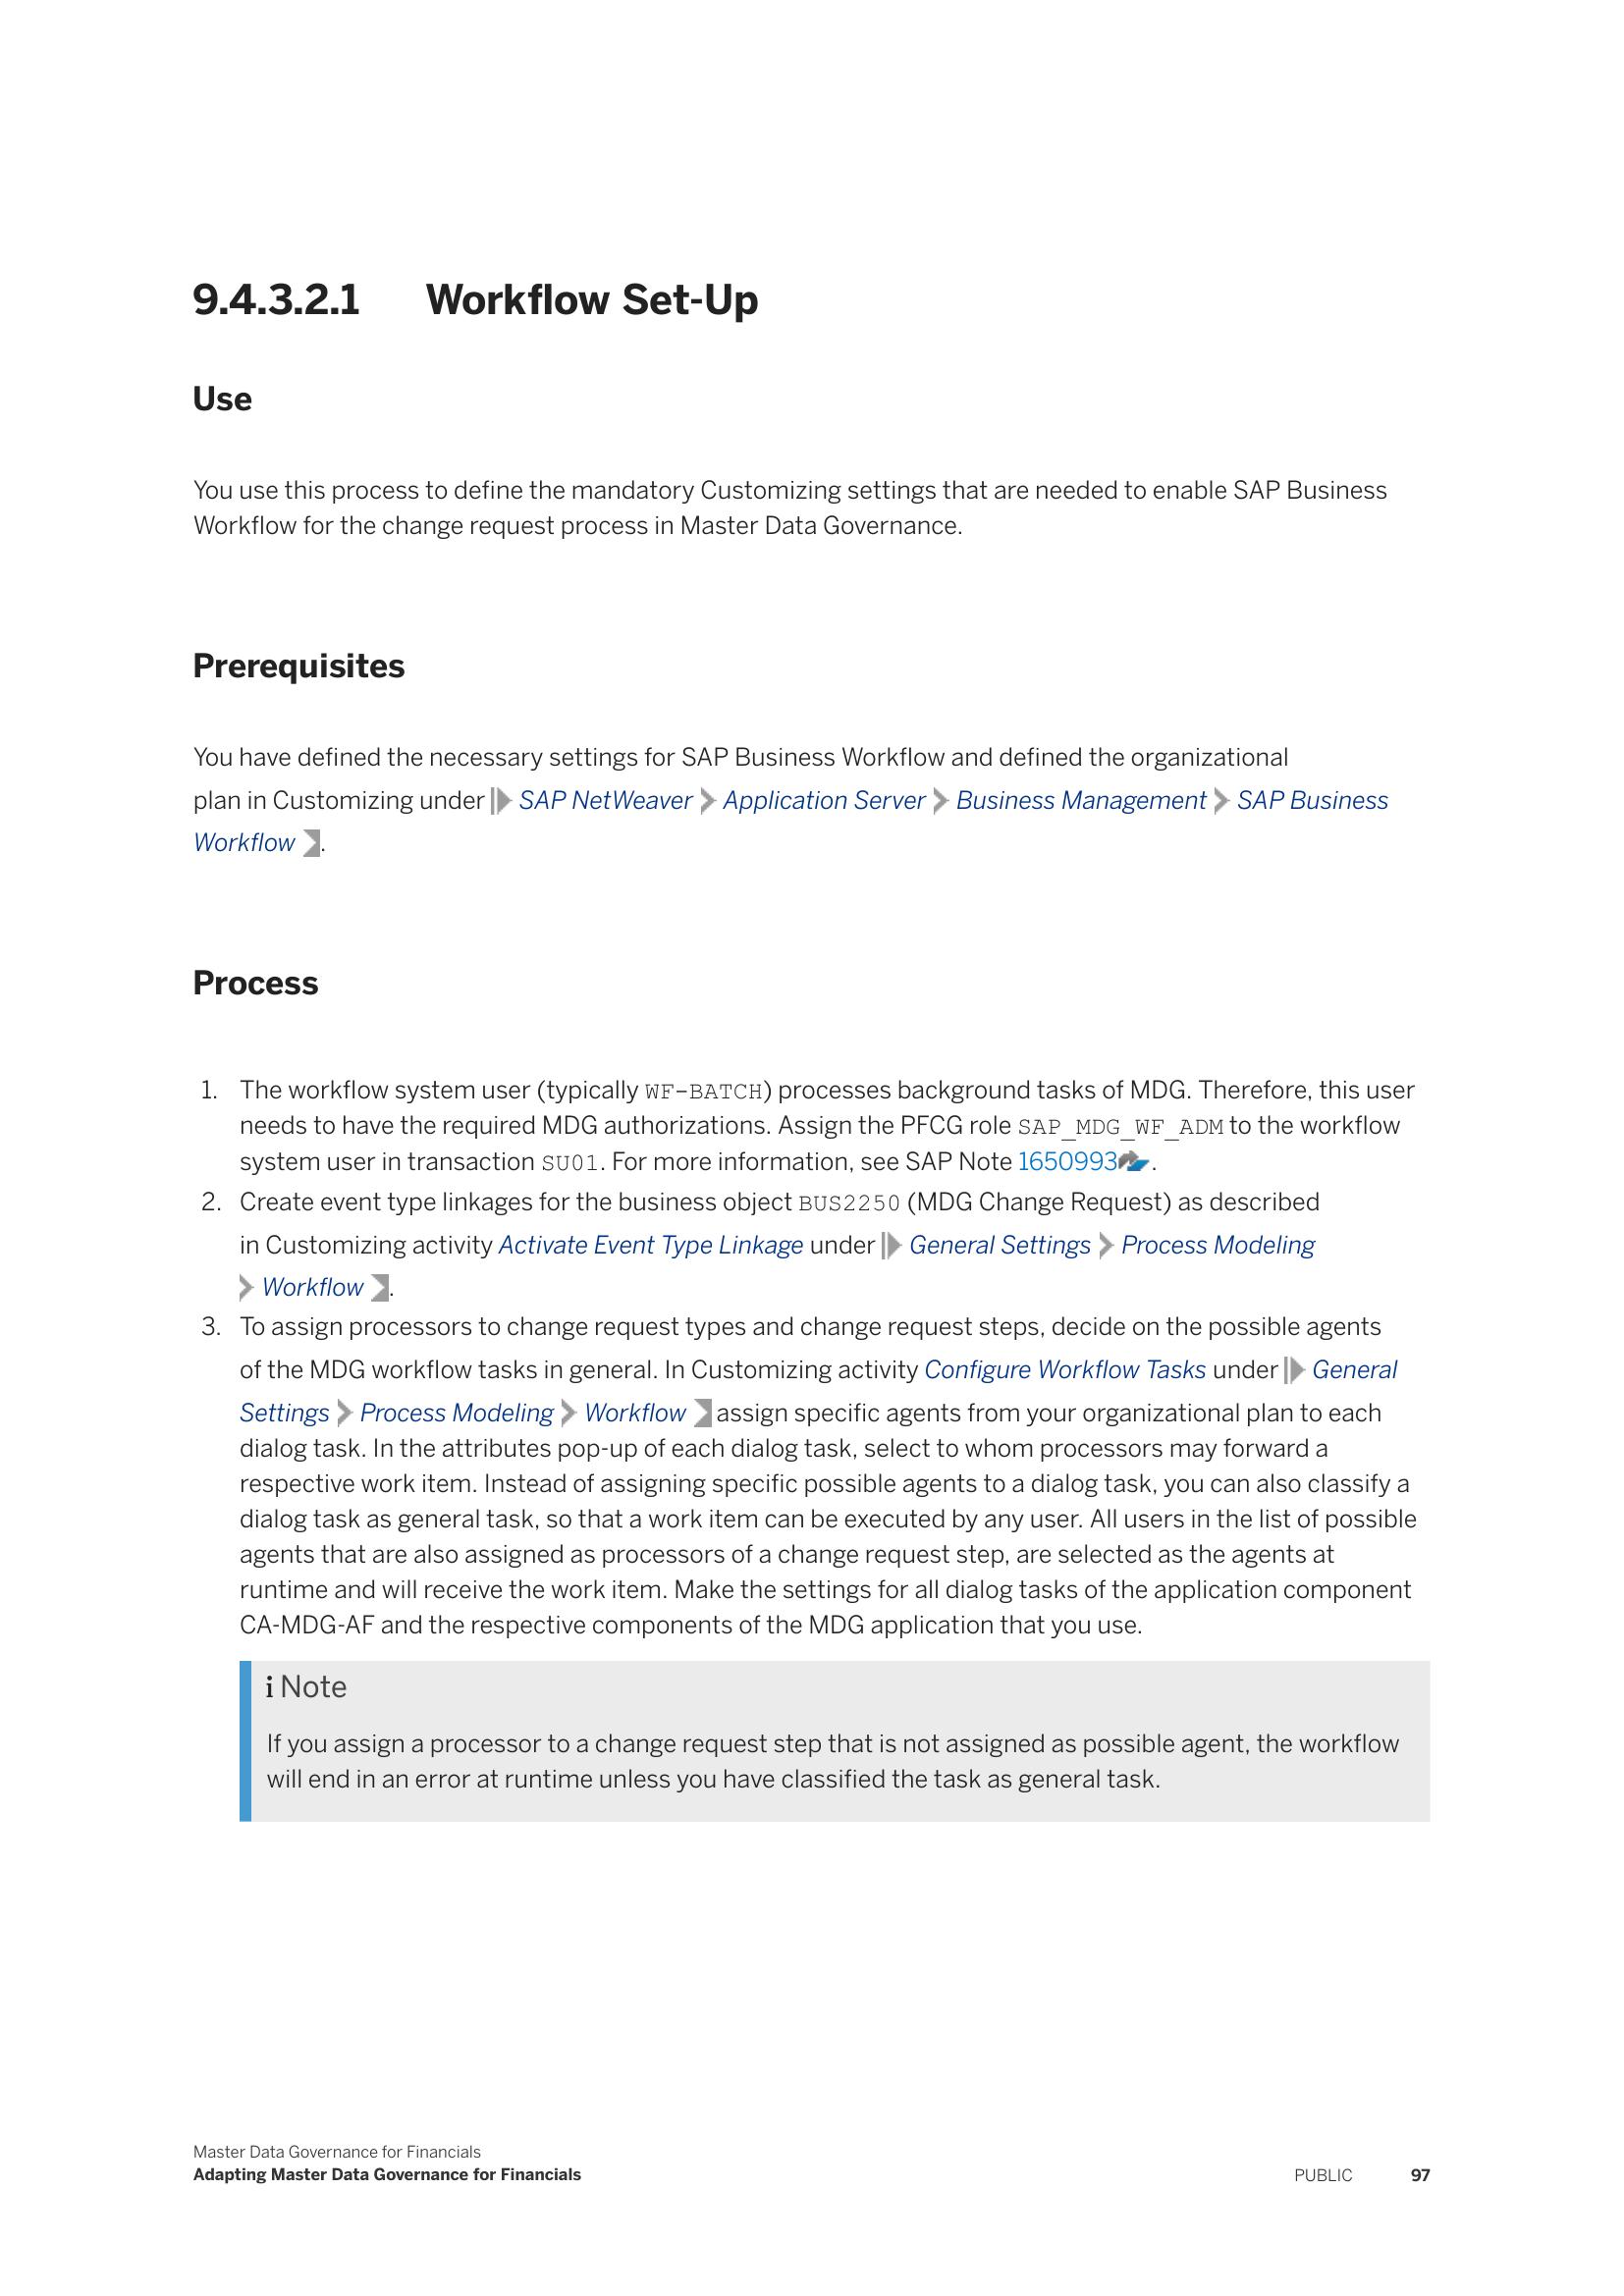 9.4.3.2.1 Workflow Set-Up
Use
You use this process to define the mandatory Customizing settings that are needed to enable SAP Business
Workflow for the change request process in Master Data Governance.
Prerequisites
You have defined the necessary settings for SAP Business Workflow and defined the organizational
plan in Customizing under SAP NetWeaver Application Server Business Management SAP Business
Workflow .
Process
1. The workflow system user (typically WF-BATCH) processes background tasks of MDG. Therefore, this user
needs to have the required MDG authorizations. Assign the PFCG role SAP_MDG_WF_ADM to the workflow
system user in transaction SU01. For more information, see SAP Note 1650993.
2. Create event type linkages for the business object BUS2250 (MDG Change Request) as described
in Customizing activity Activate Event Type Linkage under General Settings Process Modeling
Workflow .
3. To assign processors to change request types and change request steps, decide on the possible agents
of the MDG workflow tasks in general. In Customizing activity Configure Workflow Tasks under General
Settings Process Modeling Workflow assign specific agents from your organizational plan to each
dialog task. In the attributes pop-up of each dialog task, select to whom processors may forward a
respective work item. Instead of assigning specific possible agents to a dialog task, you can also classify a
dialog task as general task, so that a work item can be executed by any user. All users in the list of possible
agents that are also assigned as processors of a change request step, are selected as the agents at
runtime and will receive the work item. Make the settings for all dialog tasks of the application component
CA-MDG-AF and the respective components of the MDG application that you use.
i Note
If you assign a processor to a change request step that is not assigned as possible agent, the workflow
will end in an error at runtime unless you have classified the task as general task.
Master Data Governance for Financials
Adapting Master Data Governance for Financials PUBLIC 97